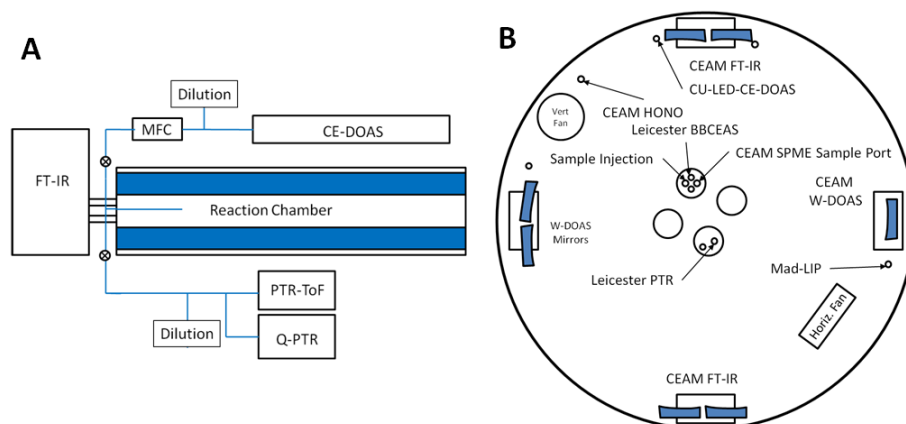 A
Dilution
MFC
CE-DOAS
FT-IR
Reaction Chamber
PTR-ToF
Dilution
Q-PTR
B
CEAM FT-IR
CU-LED-CE-DOAS
Vert
Fan
CEAM HONO
Leicester BBCEAS
Sample Injection
CEAM SPME Sample Port
CEAM
W-DOAS
W-DOAS
Mirrors
Leicester PTR
Mad-LIP
Horiz. Fan
CEAM FT-IR